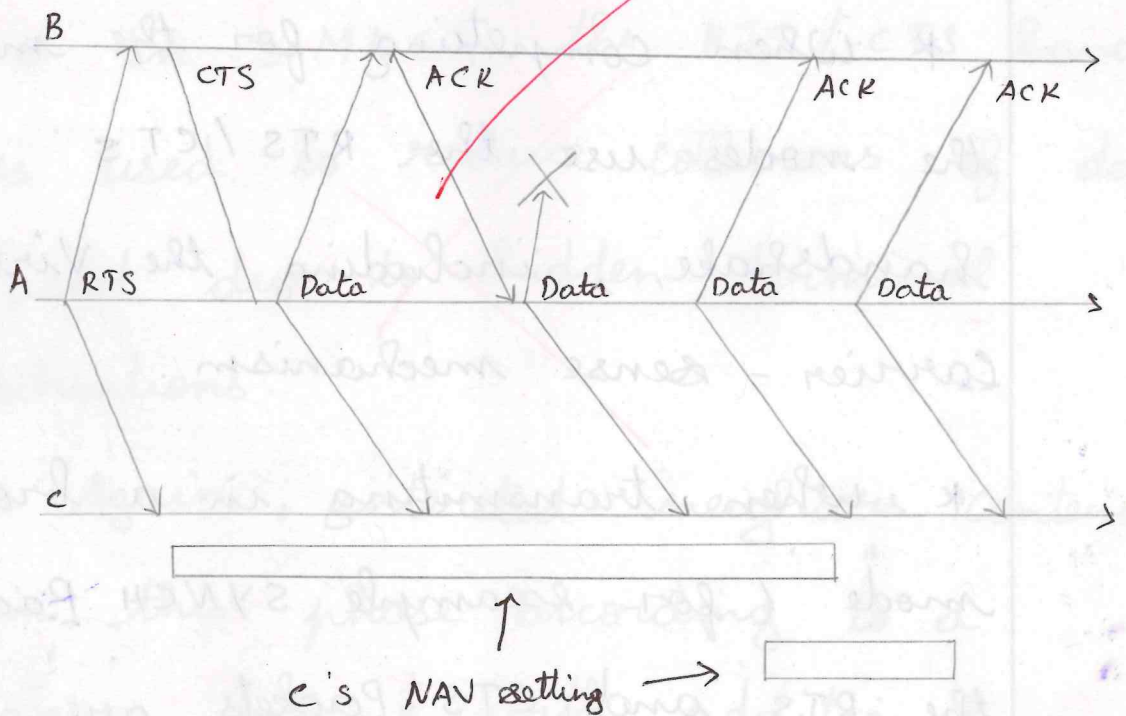 B
CTS ACK ACK ACK
A RTS Data Data Data Data
C
C's NAV setting